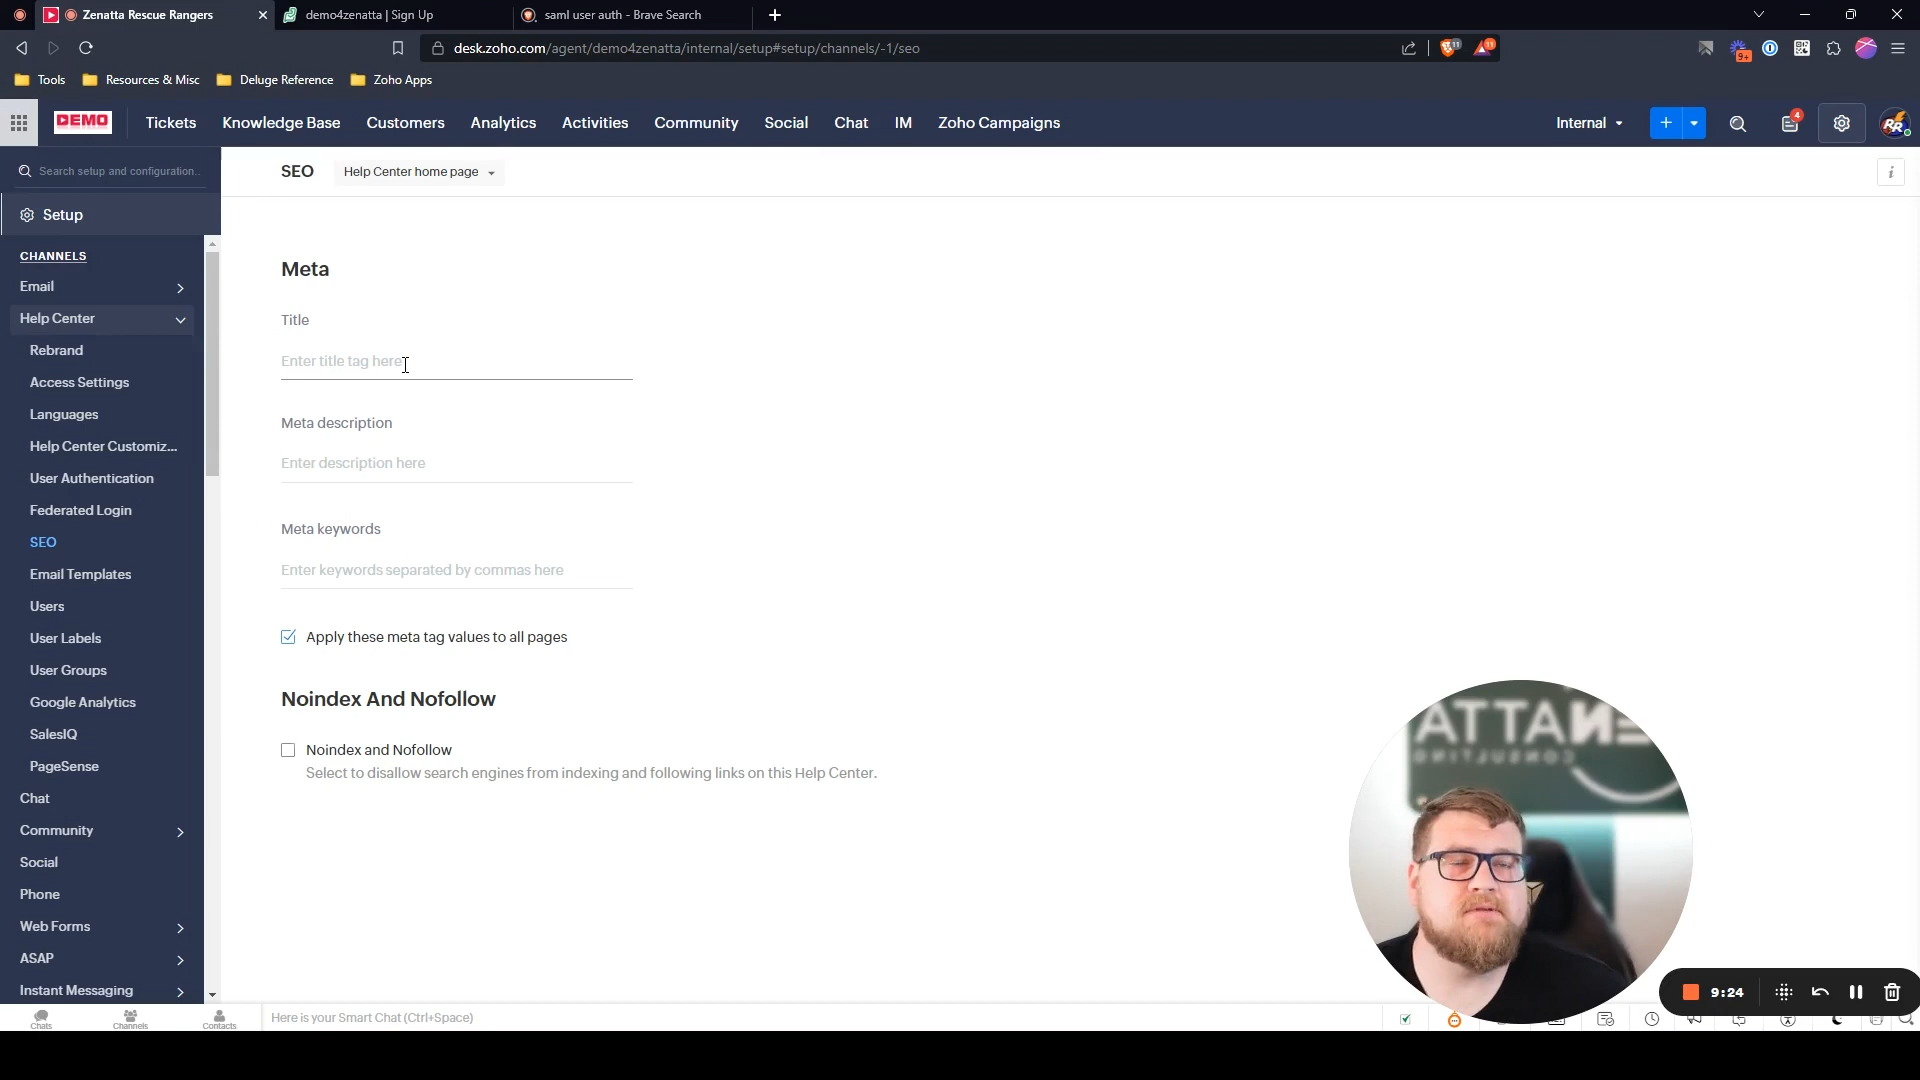 Zenatta Rescue Rangers
demo4zenatta | Sign Up
saml user auth - Brave Search
desk.zoho.com/agent/demo4zenatta/internal/setup#setup/channels/-1/seo
11
11
9+
Tools
Resources & Misc
Deluge Reference
Zoho Apps
DEMO
Tickets
Knowledge Base
Customers
Analytics
Activities
Community
Social
Chat
IM
Zoho Campaigns
Internal
4
RR
Search setup and configuration..
SEO
Help Center home page
i
Setup
CHANNELS
Email
Help Center
Rebrand
Access Settings
Languages
Help Center Customiz...
User Authentication
Federated Login
SEO
Email Templates
Users
User Labels
User Groups
Google Analytics
SalesIQ
PageSense
Chat
Community
Social
Phone
Web Forms
ASAP
Instant Messaging
Meta
Title
Enter title tag here
Meta description
Enter description here
Meta keywords
Enter keywords separated by commas here
Apply these meta tag values to all pages
Noindex And Nofollow
Noindex and Nofollow
Select to disallow search engines from indexing and following links on this Help Center.
9:24
Chats
Channels
Contacts
Here is your Smart Chat (Ctrl+Space)